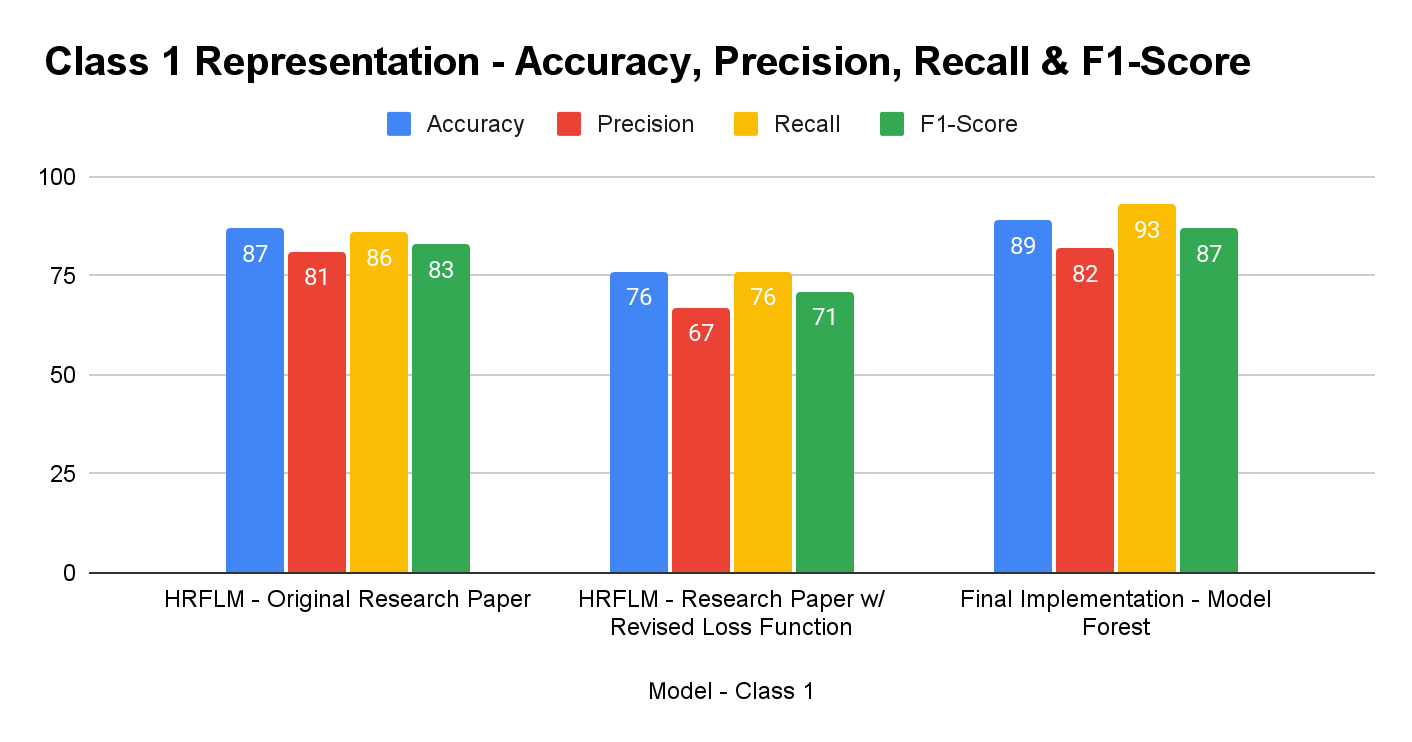 Class 1 Representation - Accuracy, Precision, Recall & F1-Score
Accuracy Precision Recall F1-Score
100
75
50
25
0
87 81 86 83
76 67 76 71
89 82 93 87
HRFLM - Original Research Paper
HRFLM - Research Paper w/
Revised Loss Function
Final Implementation - Model
Forest
Model - Class 1